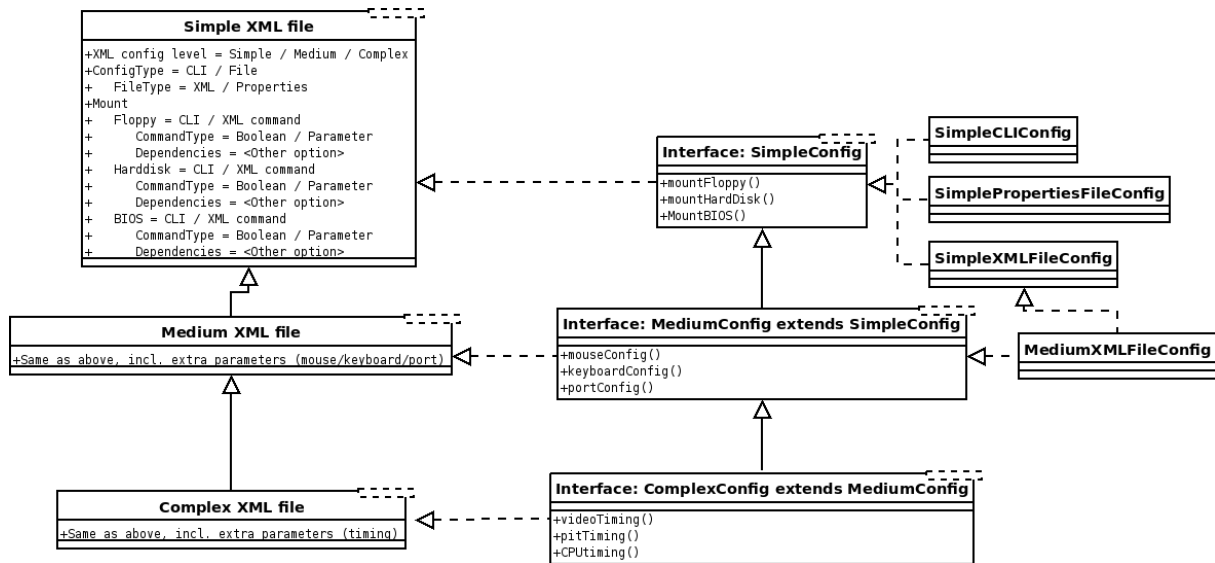 Simple XML file
+XML config level = Simple / Medium / Complex
+ConfigType = CLI / File
+   FileType = XML / Properties
+Mount
+   Floppy = CLI / XML command
+      CommandType = Boolean / Parameter
+      Dependencies = <Other option>
+   Harddisk = CLI / XML command
+      CommandType = Boolean / Parameter
+      Dependencies = <Other option>
+   BIOS = CLI / XML command
+      CommandType = Boolean / Parameter
+      Dependencies = <Other option>
Interface: SimpleConfig
+mountFloppy()
+mountHardDisk()
+MountBIOS()
SimpleCLIConfig
SimplePropertiesFileConfig
SimpleXMLFileConfig
Medium XML file
+Same as above, incl. extra parameters (mouse/keyboard/port)
Interface: MediumConfig extends SimpleConfig
+mouseConfig()
+keyboardConfig()
+portConfig()
MediumXMLFileConfig
Complex XML file
+Same as above, incl. extra parameters (timing)
Interface: ComplexConfig extends MediumConfig
+videoTiming()
+pitTiming()
+CPUtiming()